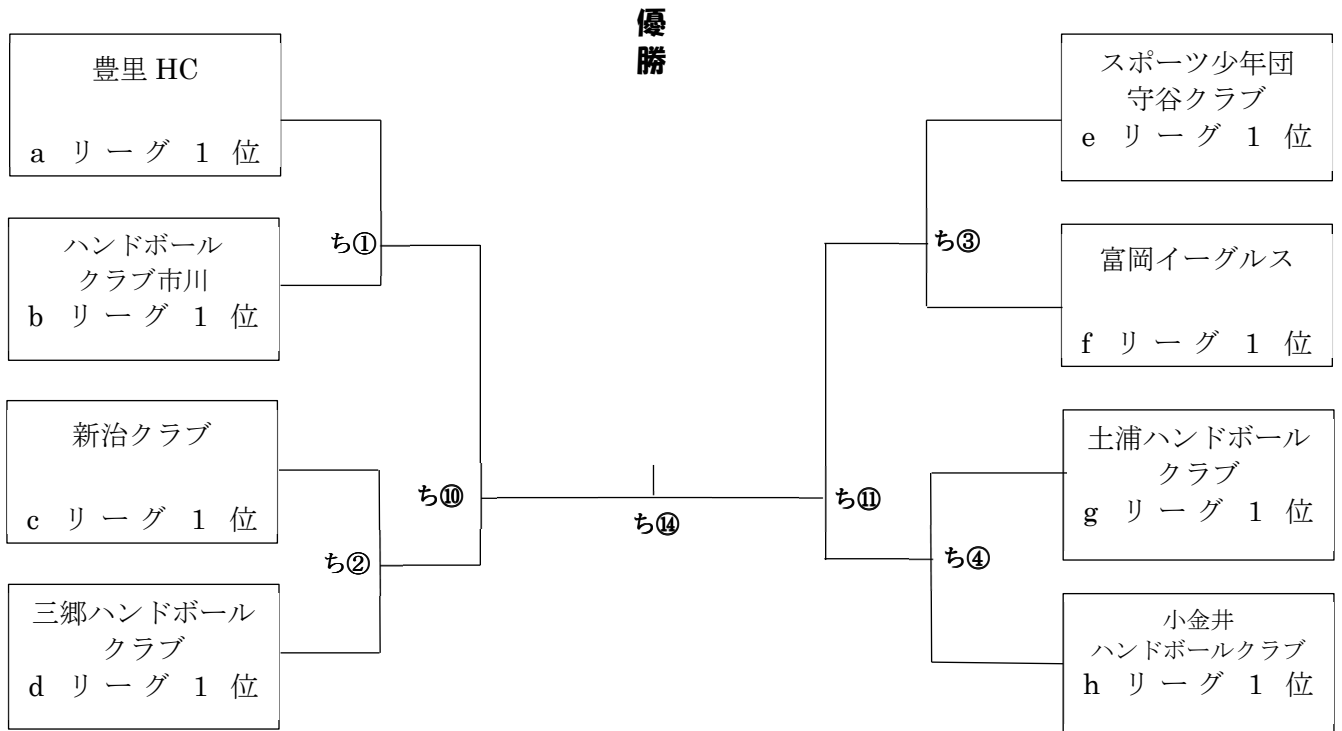 優
勝
豊里 HC
a リーグ 1 位
ハンドボール
クラブ市川
b リーグ 1 位
新治クラブ
c リーグ 1 位
三郷ハンドボール
クラブ
d リーグ 1 位
ち①
ち②
ち⑩
ち⑭
ち⑪
ち③
ち④
スポーツ少年団
守谷クラブ
e リーグ 1 位
富岡イーグルス
f リーグ 1 位
土浦ハンドボール
クラブ
g リーグ 1 位
小金井
ハンドボールクラブ
h リーグ 1 位